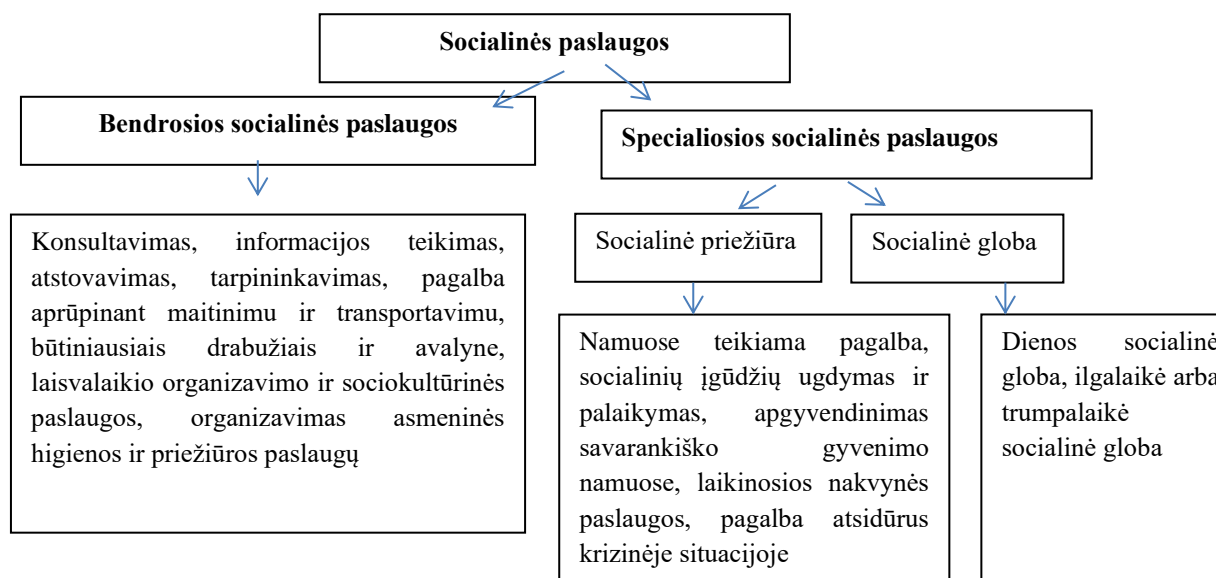 Socialinės paslaugos
Bendrosios socialinės paslaugos
Specialiosios socialinės paslaugos
Konsultavimas, informacijos teikimas,
atstovavimas, tarpininkavimas, pagalba
aprūpinant maitinimu ir transportavimu,
būtiniausiais drabužiais ir avalyne,
laisvalaikio organizavimo ir sociokultūrinės
paslaugos, organizavimas asmeninės
higienos ir priežiūros paslaugų
Socialinė priežiūra
Socialinė globa
Namuose teikiama pagalba,
socialinių įgūdžių ugdymas ir
palaikymas, apgyvendinimas
savarankiško gyvenimo
namuose, laikinosios nakvynės
paslaugos, pagalba atsidūrus
krizinėje situacijoje
Dienos socialinė
globa, ilgalaikė arba
trumpalaikė
socialinė globa